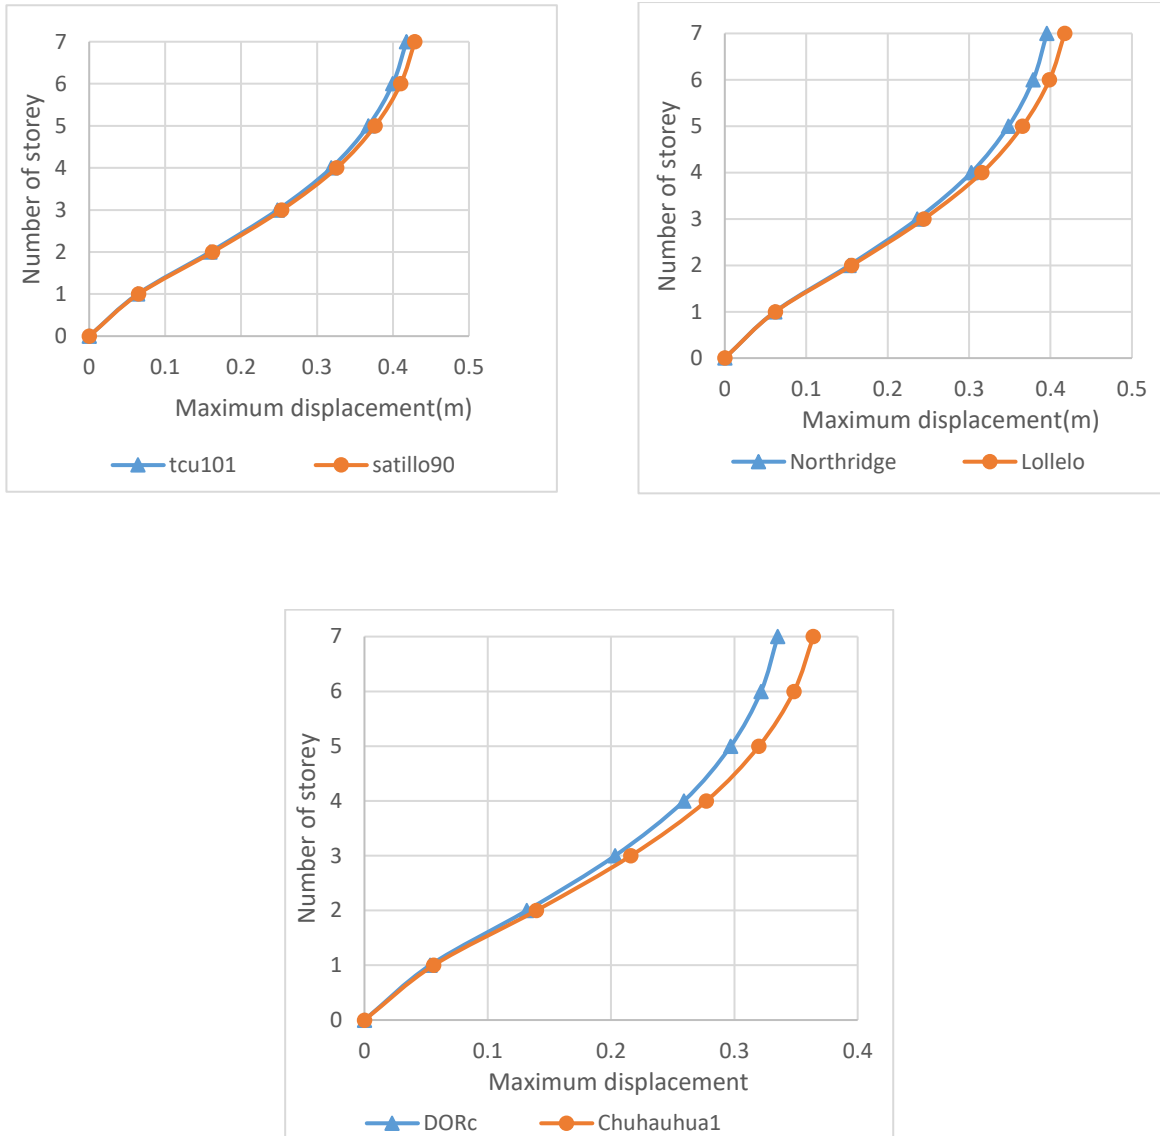 7
6
5
4
3
2
1
0
Number of storey
0 0.1 0.2 0.3 0.4 0.5
Maximum displacement(m)
tcu101 satillo90
7
6
5
4
3
2
1
0
Number of storey
0 0.1 0.2 0.3 0.4 0.5
Maximum displacement(m)
Northridge Lollelo
7
6
5
4
3
2
1
0
Number of storey
0 0.1 0.2 0.3 0.4
Maximum displacement
DORc Chuhauhua1